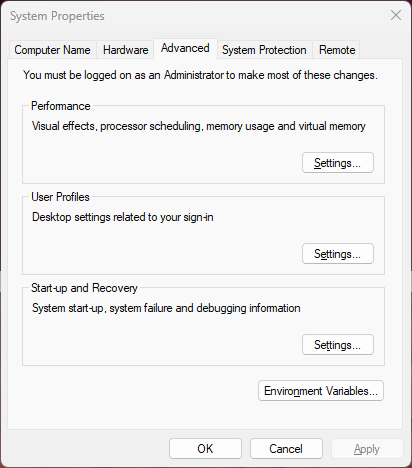 System Properties
Computer Name Hardware Advanced System Protection Remote
You must be logged on as an Administrator to make most of these changes.
Performance
Visual effects, processor scheduling, memory usage and virtual memory
Settings...
User Profiles
Desktop settings related to your sign-in
Settings...
Start-up and Recovery
System start-up, system failure and debugging information
Settings...
Environment Variables...
OK Cancel Apply